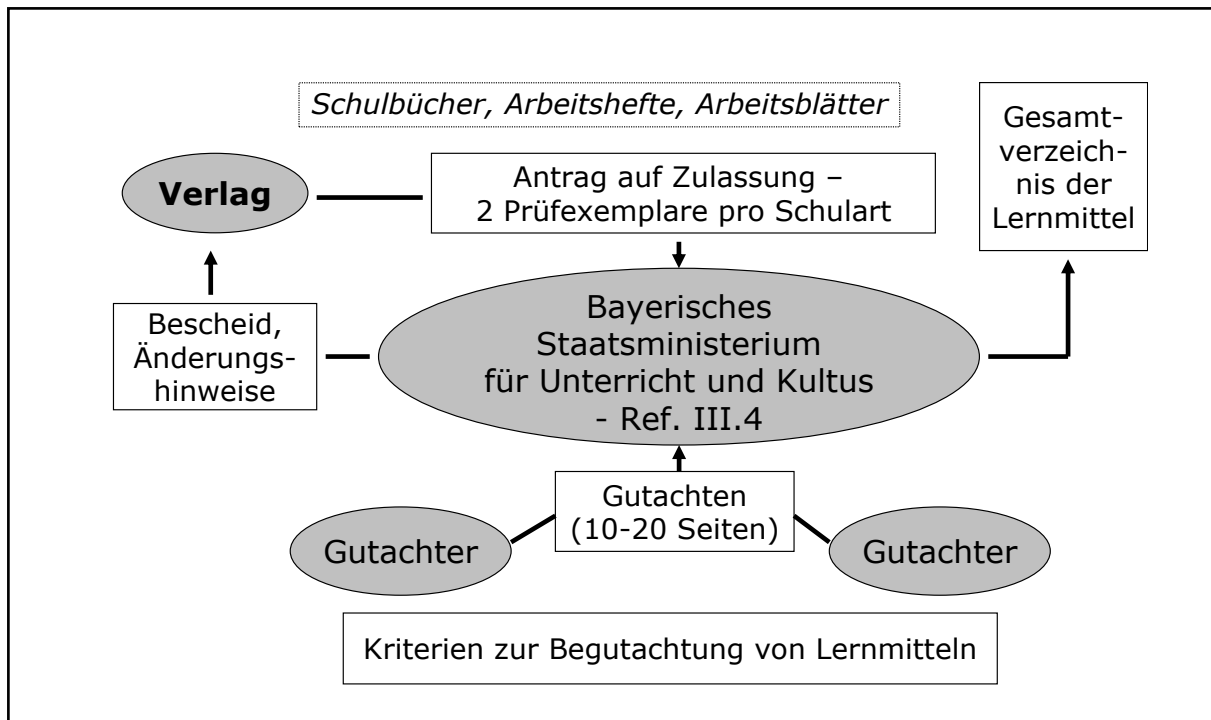 Schulbücher, Arbeitshefte, Arbeitsblätter
Gesamt-
verzeich-
nis der
Lernmittel
Verlag
Antrag auf Zulassung –
2 Prüfexemplare pro Schulart
Bescheid,
Änderungs-
hinweise
Bayerisches
Staatsministerium
für Unterricht und Kultus
- Ref. III.4
Gutachten
(10-20 Seiten)
Gutachter
Gutachter
Kriterien zur Begutachtung von Lernmitteln